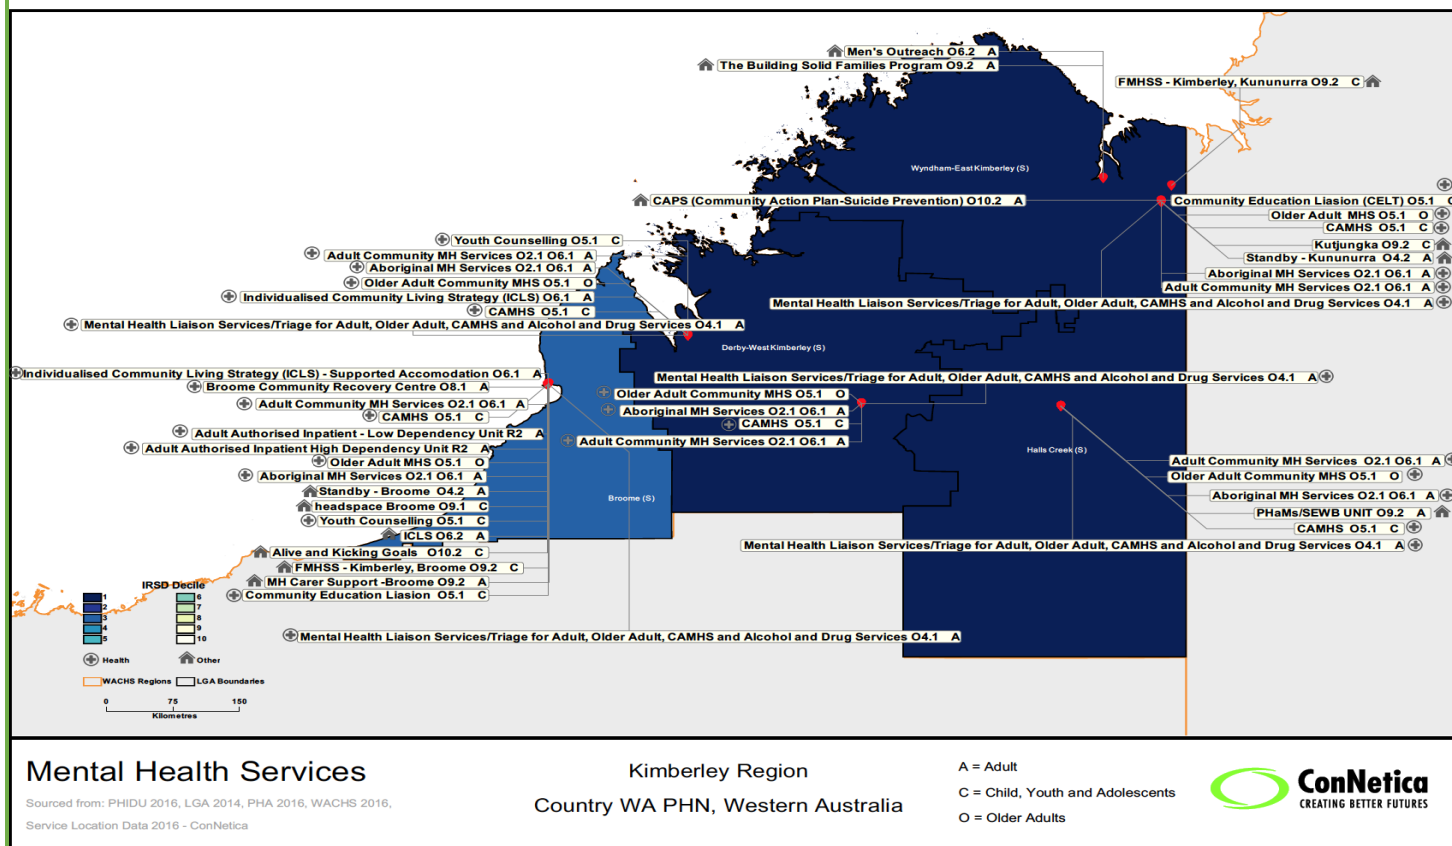 Men's Outreach O6.2 A
The Building Solid Families Program O9.2 A
FMHSS - Kimberley, Kununurra O9.2 C
Wyndham-East Kimberley (S)
CAPS (Community Action Plan-Suicide Prevention) O10.2 A
Community Education Liasion (CELT) O5.1 C
Older Adult MHS O5.1 O
CAMHS O5.1 C
Kutjungka O9.2 C
Standby - Kununurra O4.2 A
Aboriginal MH Services O2.1 O6.1 A
Adult Community MH Services O2.1 O6.1 A
Mental Health Liaison Services/Triage for Adult, Older Adult, CAMHS and Alcohol and Drug Services O4.1 A
Youth Counselling O5.1 C
Adult Community MH Services O2.1 O6.1 A
Aboriginal MH Services O2.1 O6.1 A
Older Adult Community MHS O5.1 O
Individualised Community Living Strategy (ICLS) O6.1 A
CAMHS O5.1 C
Mental Health Liaison Services/Triage for Adult, Older Adult, CAMHS and Alcohol and Drug Services O4.1 A
Derby-West Kimberley (S)
Individualised Community Living Strategy (ICLS) - Supported Accomodation O6.1 A
Broome Community Recovery Centre O8.1 A
Adult Community MH Services O2.1 O6.1 A
CAMHS O5.1 C
Adult Authorised Inpatient - Low Dependency Unit R2 A
Adult Authorised Inpatient High Dependency Unit R2 A
Older Adult MHS O5.1 O
Aboriginal MH Services O2.1 O6.1 A
Standby - Broome O4.2 A
headspace Broome O9.1 C
Youth Counselling O5.1 C
ICLS O6.2 A
Alive and Kicking Goals O10.2 C
FMHSS - Kimberley, Broome O9.2 C
MH Carer Support -Broome O9.2 A
Community Education Liasion O5.1 C
Mental Health Liaison Services/Triage for Adult, Older Adult, CAMHS and Alcohol and Drug Services O4.1 A
Broome (S)
Mental Health Liaison Services/Triage for Adult, Older Adult, CAMHS and Alcohol and Drug Services O4.1 A
Older Adult Community MHS O5.1 O
Aboriginal MH Services O2.1 O6.1 A
CAMHS O5.1 C
Adult Community MH Services O2.1 O6.1 A
Halls Creek (S)
Adult Community MH Services O2.1 O6.1 A
Older Adult Community MHS O5.1 O
Aboriginal MH Services O2.1 O6.1 A
PHaMs/SEWB UNIT O9.2 A
CAMHS O5.1 C
Mental Health Liaison Services/Triage for Adult, Older Adult, CAMHS and Alcohol and Drug Services O4.1 A
IRSD Decile
1 6
2 7
3 8
4 9
5 10
Health Other
WACHS Regions LGA Boundaries
0 75 150
Kilometres
Mental Health Services
Sourced from: PHIDU 2016, LGA 2014, PHA 2016, WACHS 2016,
Service Location Data 2016 - ConNetica
Kimberley Region
Country WA PHN, Western Australia
A = Adult
C = Child, Youth and Adolescents
O = Older Adults
ConNetica
CREATING BETTER FUTURES